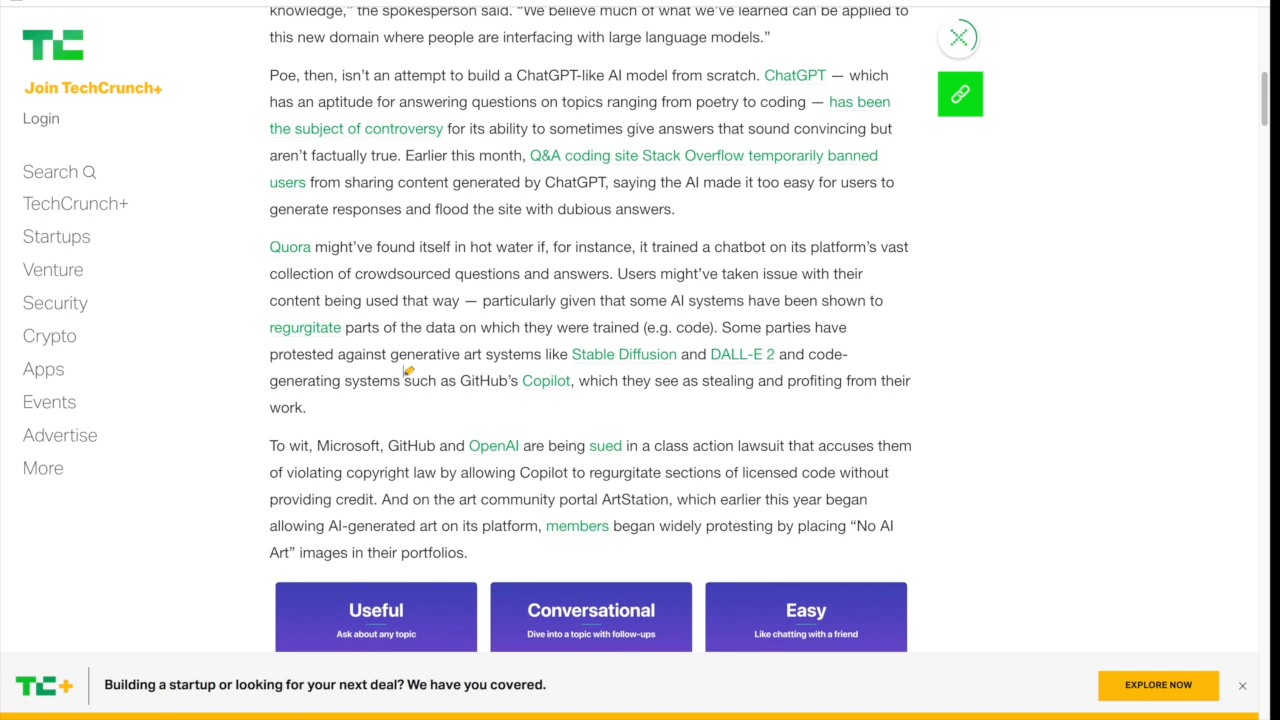 knowledge,” the spokesperson said. “We believe much of what we’ve learned can be applied to
this new domain where people are interfacing with large language models.”
TC
Join TechCrunch+
Login
Search
TechCrunch+
Startups
Venture
Security
Crypto
Apps
Events
Advertise
More
Poe, then, isn’t an attempt to build a ChatGPT-like AI model from scratch. ChatGPT — which
has an aptitude for answering questions on topics ranging from poetry to coding — has been
the subject of controversy for its ability to sometimes give answers that sound convincing but
aren’t factually true. Earlier this month, Q&A coding site Stack Overflow temporarily banned
users from sharing content generated by ChatGPT, saying the AI made it too easy for users to
generate responses and flood the site with dubious answers.
Quora might’ve found itself in hot water if, for instance, it trained a chatbot on its platform’s vast
collection of crowdsourced questions and answers. Users might’ve taken issue with their
content being used that way — particularly given that some AI systems have been shown to
regurgitate parts of the data on which they were trained (e.g. code). Some parties have
protested against generative art systems like Stable Diffusion and DALL-E 2 and code-
generating systems such as GitHub’s Copilot, which they see as stealing and profiting from their
work.
To wit, Microsoft, GitHub and OpenAI are being sued in a class action lawsuit that accuses them
of violating copyright law by allowing Copilot to regurgitate sections of licensed code without
providing credit. And on the art community portal ArtStation, which earlier this year began
allowing AI-generated art on its platform, members began widely protesting by placing “No AI
Art” images in their portfolios.
Useful
Ask about any topic
Conversational
Dive into a topic with follow-ups
Easy
Like chatting with a friend
TC+
Building a startup or looking for your next deal? We have you covered.
EXPLORE NOW